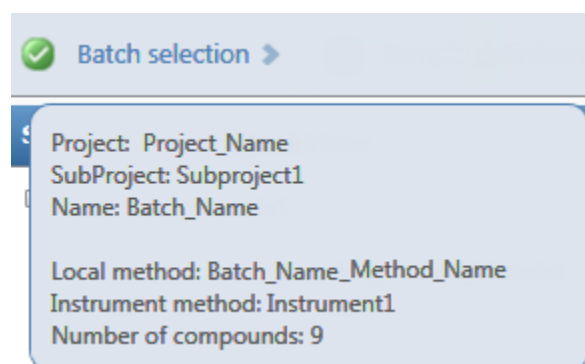 Batch selection
Project: Project_Name
SubProject: Subproject1
Name: Batch_Name
Local method: Batch_Name_Method_Name
Instrument method: Instrument1
Number of compounds: 9